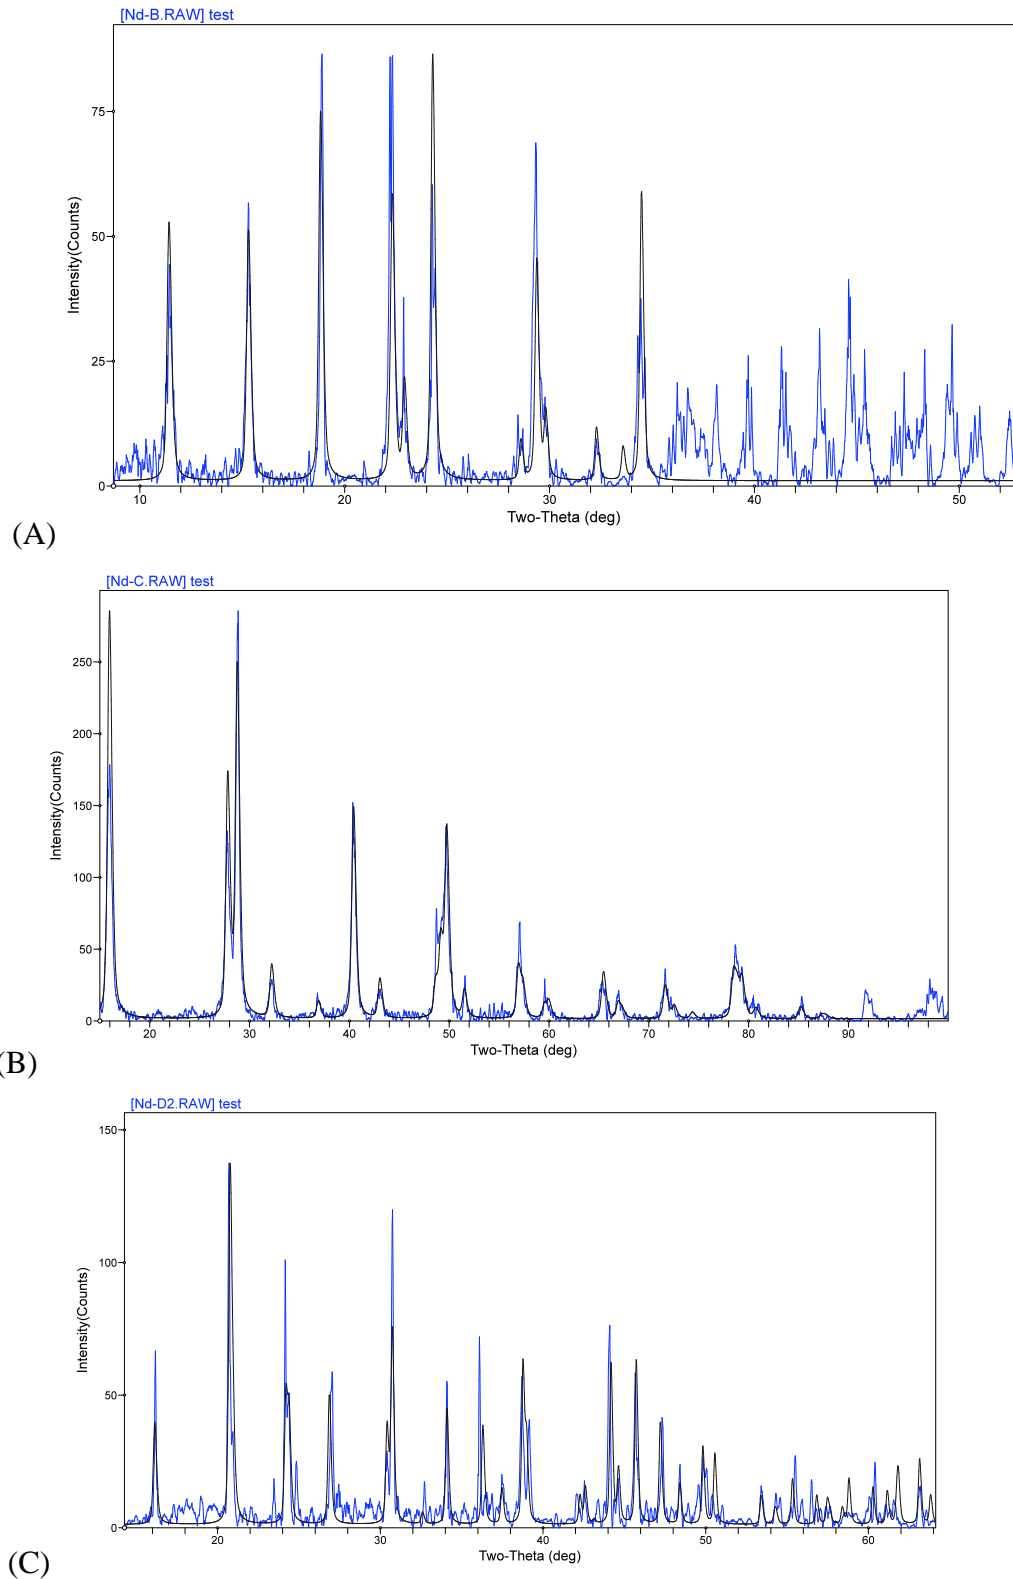 [Nd-B.RAW] test
75
50
25
0
Intensity(Counts)
10 20 30 40 50
Two-Theta (deg)
(A)
[Nd-C.RAW] test
250
200
150
100
50
0
Intensity(Counts)
20 30 40 50 60 70 80 90
Two-Theta (deg)
(B)
[Nd-D2.RAW] test
150
100
50
0
Intensity(Counts)
20 30 40 50 60
Two-Theta (deg)
(C)